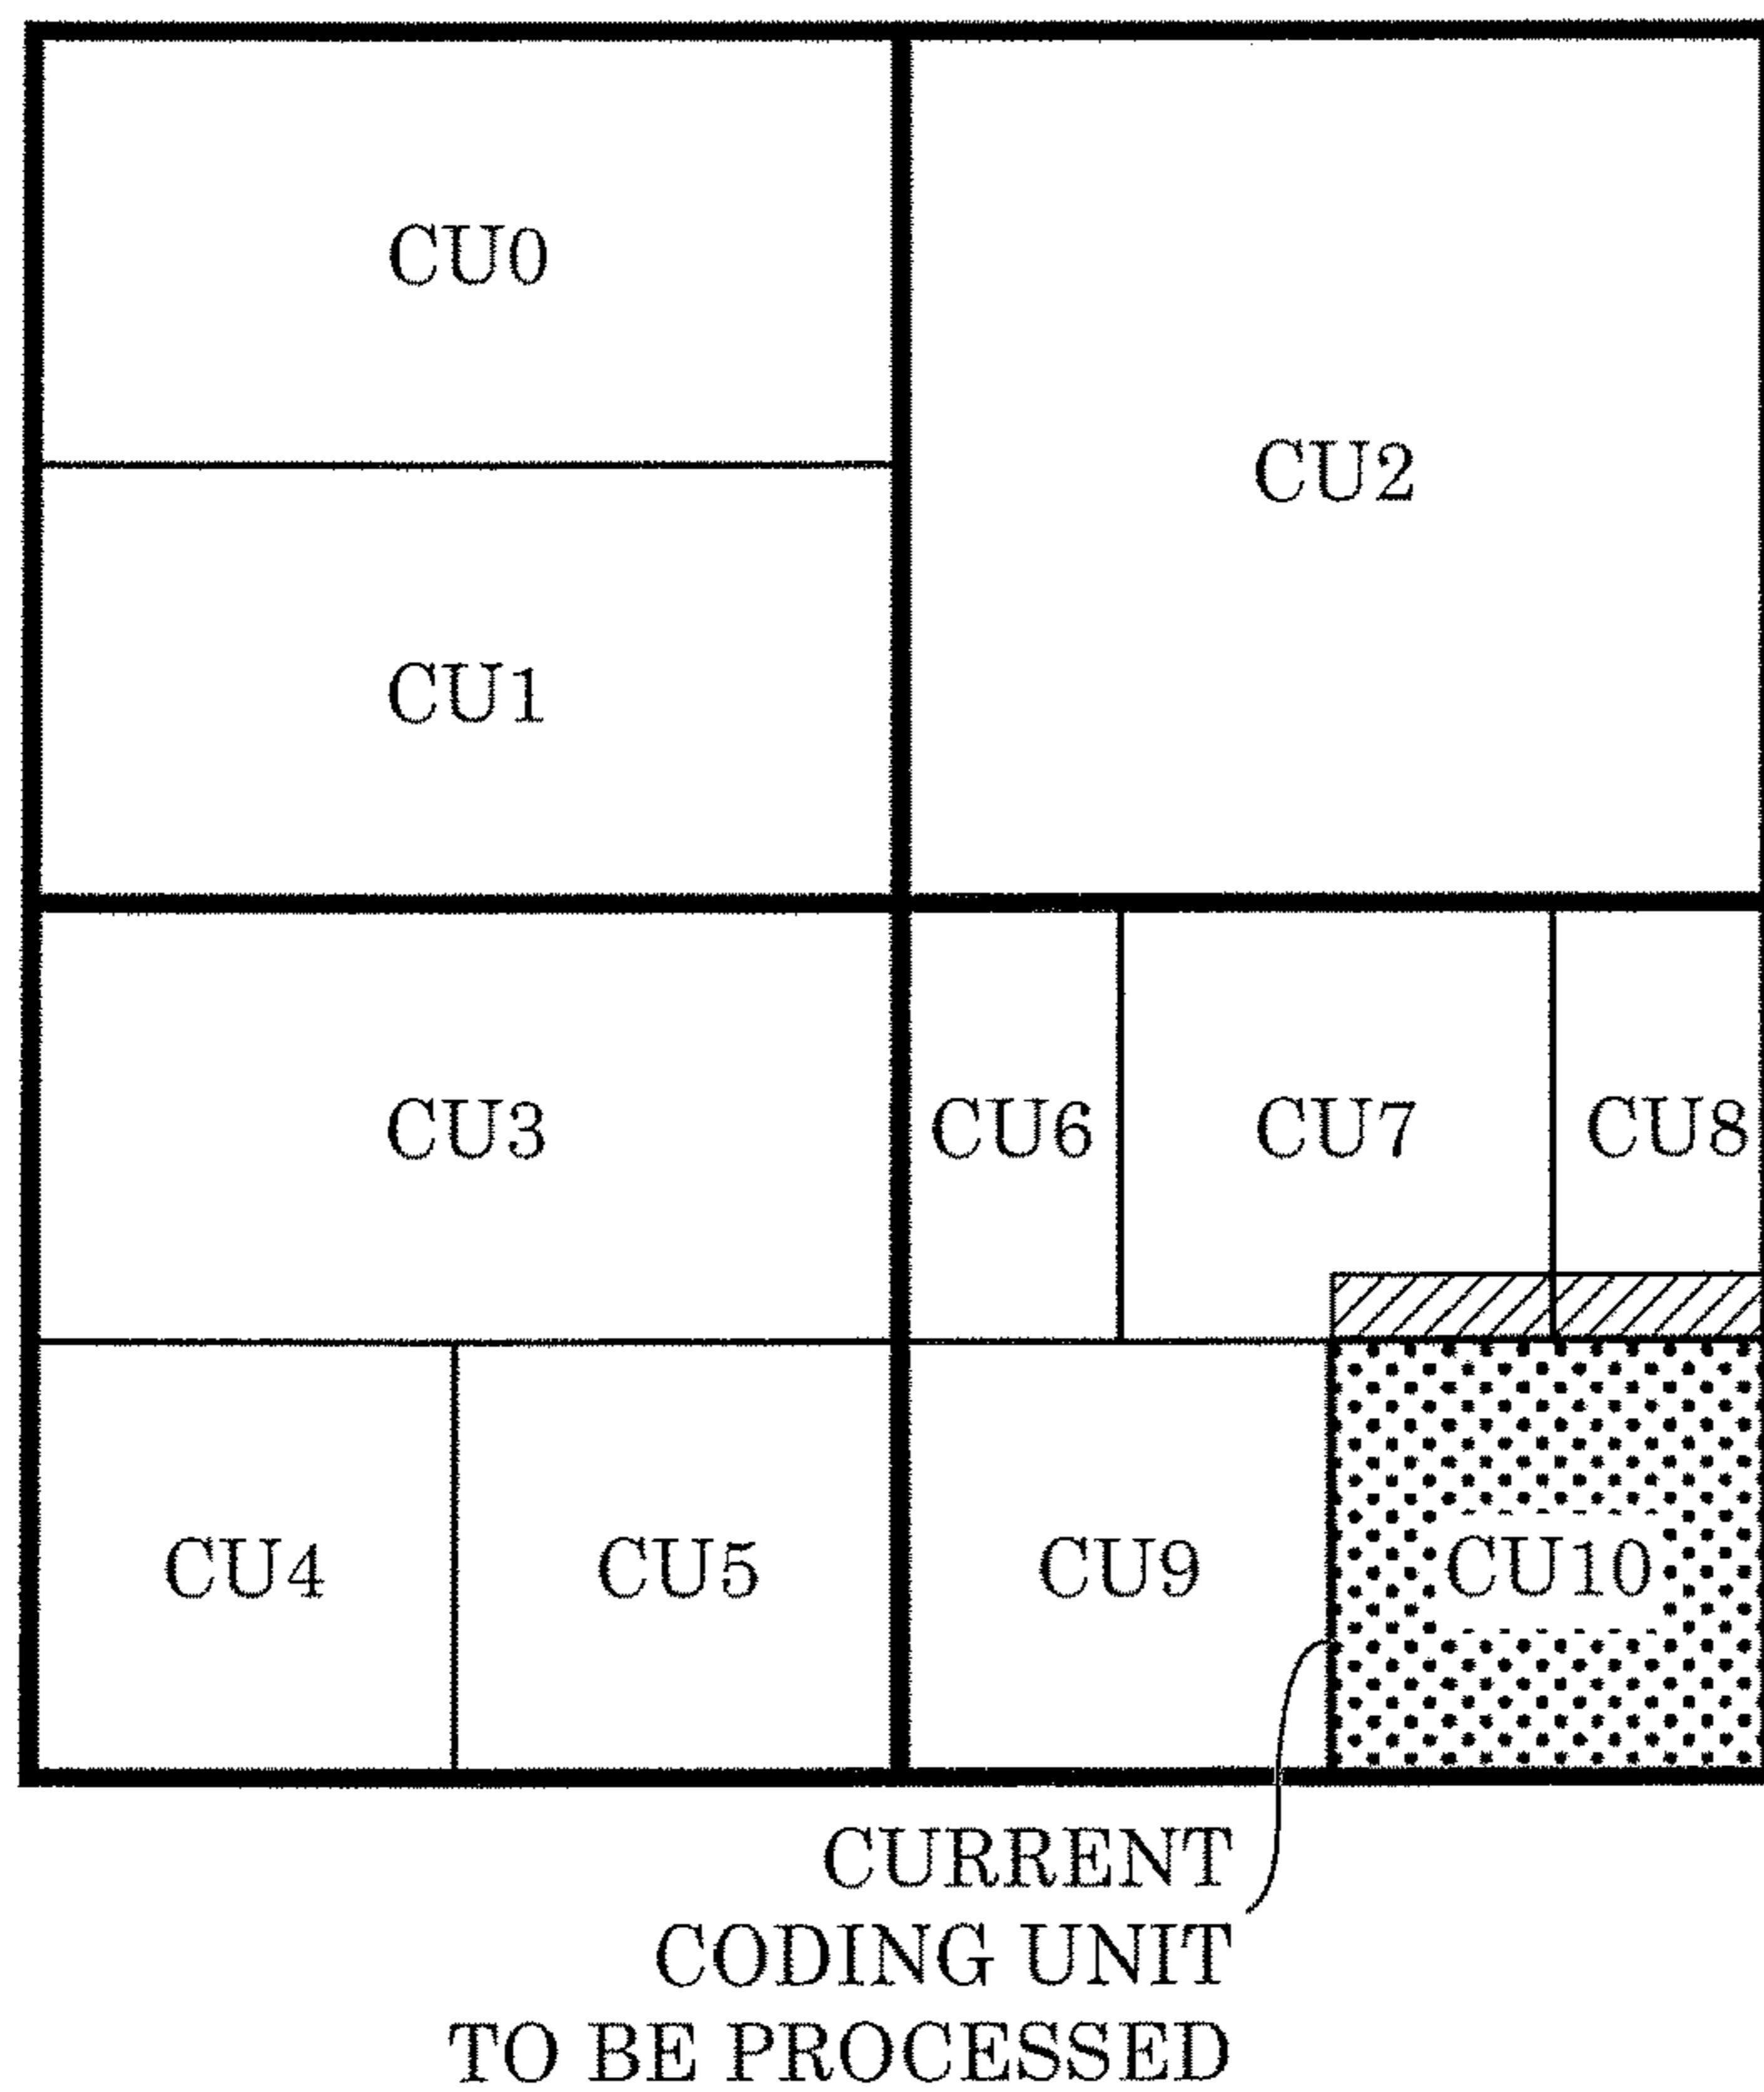 CU0
CU2
CU1
CU3
CU6
CU7
CU8
CU4
CU5
CU9
CU10
CURRENT
CODING UNIT
TO BE PROCESSED